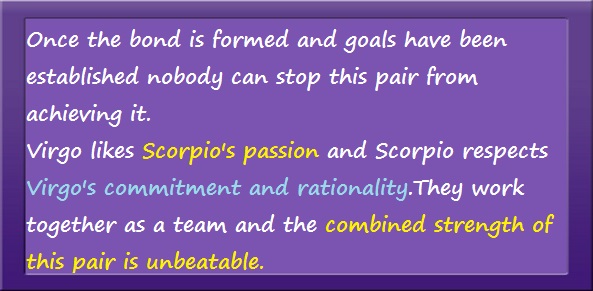 Once the bond is formed and goals have been
established nobody can stop this pair from
achieving it.
Virgo likes Scorpio's passion and Scorpio respects
Virgo's commitment and rationality.They work
together as a team and the combined strength of
this pair is unbeatable.